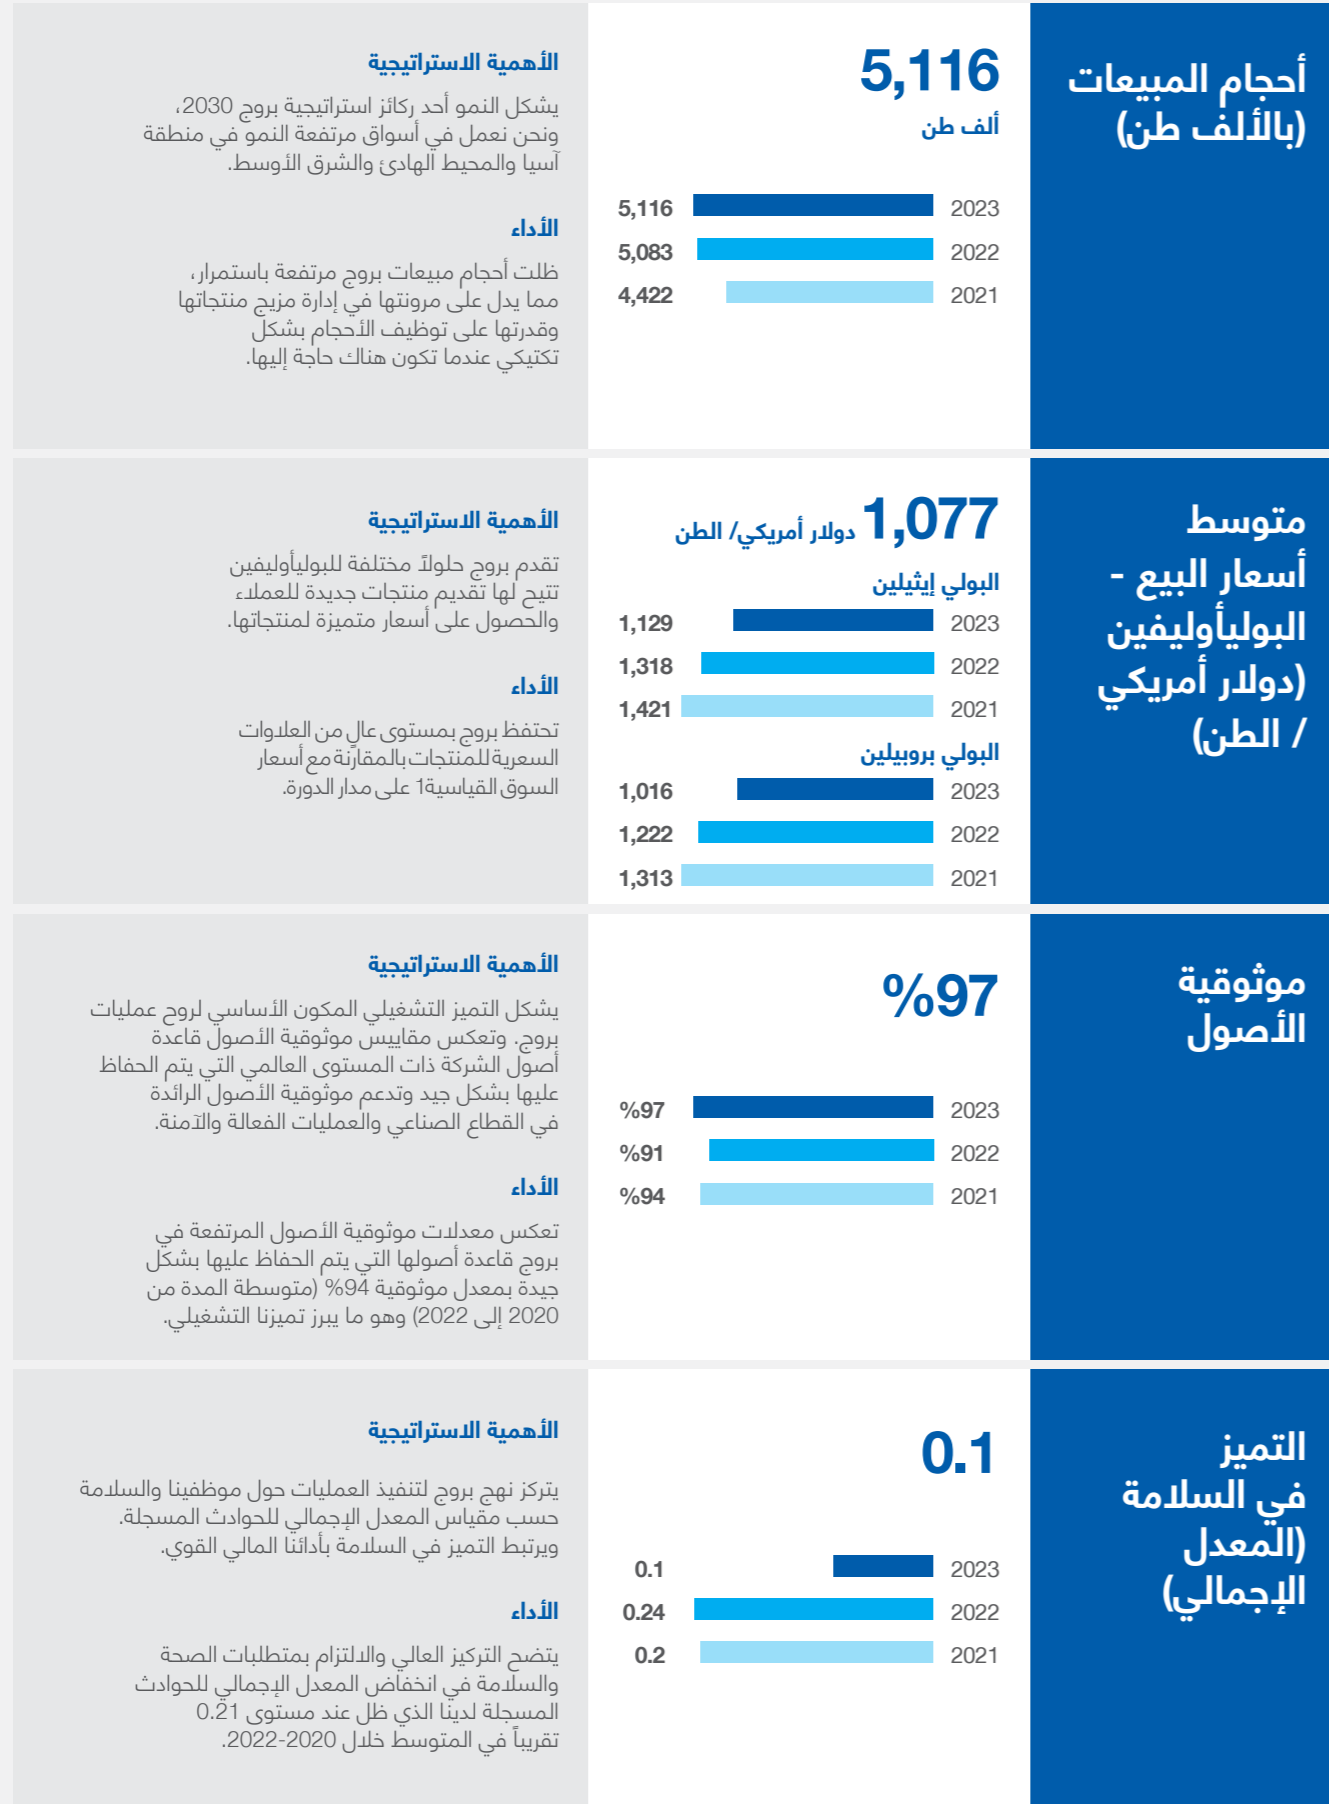 أحجام المبيعات
(بالألف طن)
5,116
ألف طن
2023 5,116
2022 5,083
2021 4,422
الأهمية الاستراتيجية
يشكل النمو أحد ركائز استراتيجية بروج 2030،
ونحن نعمل في أسواق مرتفعة النمو في منطقة
آسيا والمحيط الهادئ والشرق الأوسط.
الأداء
ظلت أحجام مبيعات بروج مرتفعة باستمرار،
مما يدل على مرونتها في إدارة مزيج منتجاتها
وقدرتها على توظيف الأحجام بشكل
تكتيكي عندما تكون هناك حاجة إليها.
متوسط
أسعار البيع -
البوليأوليفين
(دولار أمريكي
/ الطن)
1,077 دولار أمريكي/ الطن
البولي إيثيلين
2023 1,129
2022 1,318
2021 1,421
البولي بروبيلين
2023 1,016
2022 1,222
2021 1,313
الأهمية الاستراتيجية
تقدم بروج حلولاً مختلفة للبوليأوليفين
تتيح لها تقديم منتجات جديدة للعملاء
والحصول على أسعار متميزة لمنتجاتها.
الأداء
تحتفظ بروج بمستوى عالٍ من العلاوات
السعرية للمنتجات بالمقارنة مع أسعار
السوق القياسية1 على مدار الدورة.
موثوقية
الأصول
%97
2023 %97
2022 %91
2021 %94
الأهمية الاستراتيجية
يشكل التميز التشغيلي المكون الأساسي لروح عمليات
بروج. وتعكس مقاييس موثوقية الأصول قاعدة
أصول الشركة ذات المستوى العالمي التي يتم الحفاظ
عليها بشكل جيد وتدعم موثوقية الأصول الرائدة
في القطاع الصناعي والعمليات الفعالة والآمنة.
الأداء
تعكس معدلات موثوقية الأصول المرتفعة في
بروج قاعدة أصولها التي يتم الحفاظ عليها بشكل
جيدة بمعدل موثوقية 94% (متوسطة المدة من
2020 إلى 2022) وهو ما يبرز تميزنا التشغيلي.
التميز
في السلامة
(المعدل
الإجمالي)
0.1
2023 0.1
2022 0.24
2021 0.2
الأهمية الاستراتيجية
يتركز نهج بروج لتنفيذ العمليات حول موظفينا والسلامة
حسب مقياس المعدل الإجمالي للحوادث المسجلة.
ويرتبط التميز في السلامة بأدائنا المالي القوي.
الأداء
يتضح التركيز العالي والالتزام بمتطلبات الصحة
والسلامة في انخفاض المعدل الإجمالي للحوادث
المسجلة لدينا الذي ظل عند مستوى 0.21
تقريباً في المتوسط خلال 2020-2022.